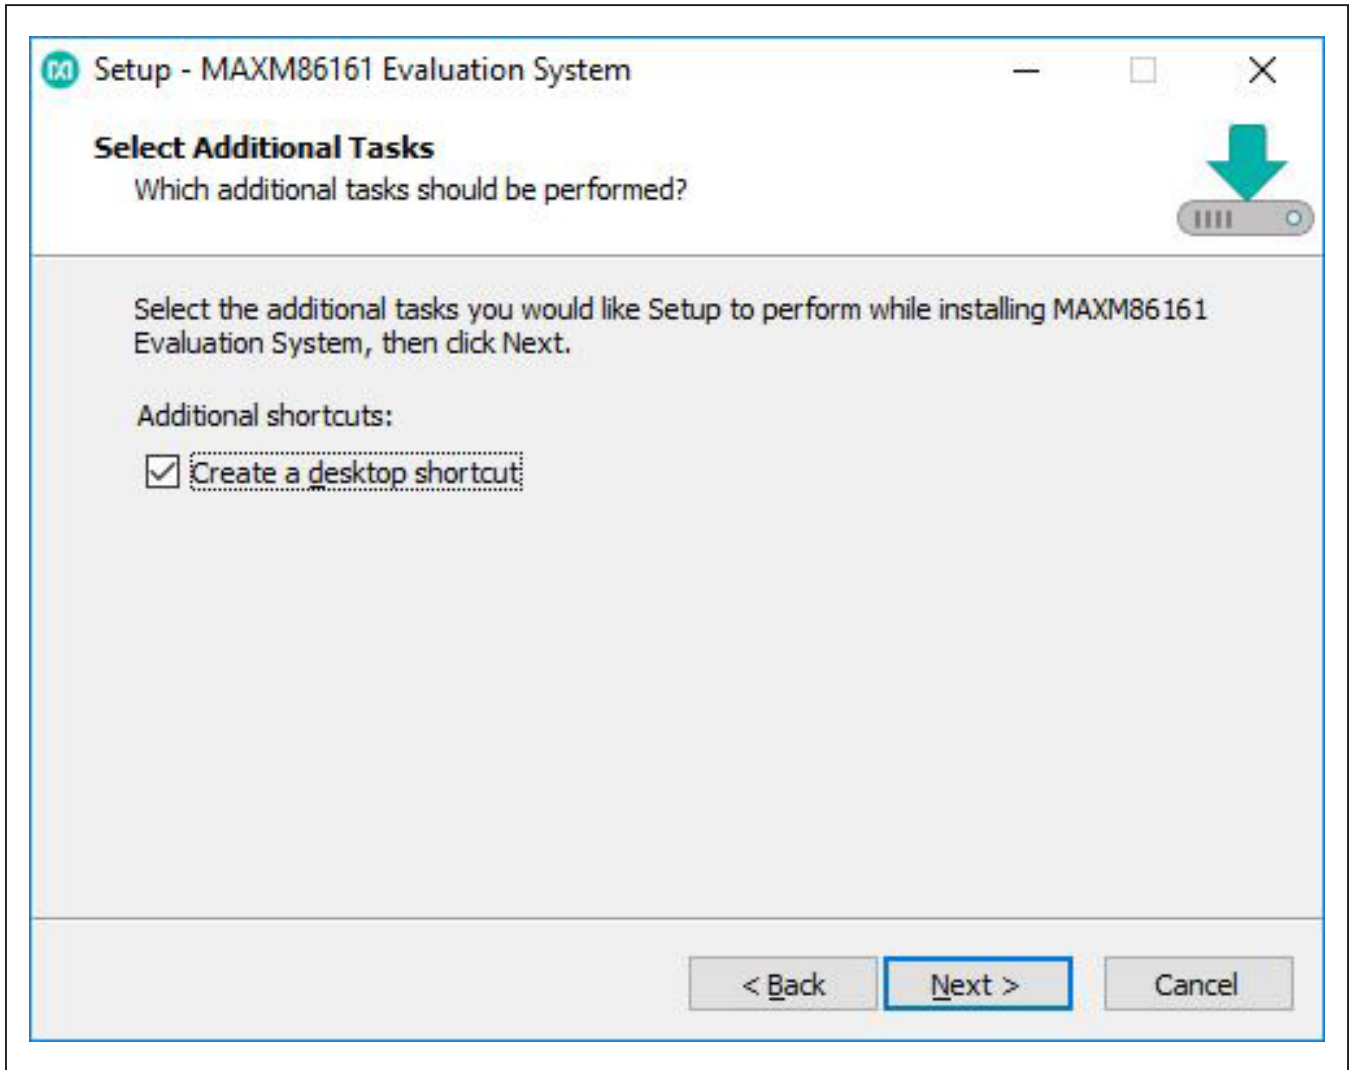 Setup - MAXM86161 Evaluation System
Select Additional Tasks
Which additional tasks should be performed?
Select the additional tasks you would like Setup to perform while installing MAXM86161
Evaluation System, then click Next.
Additional shortcuts:
Create a desktop shortcut
< Back
Next >
Cancel